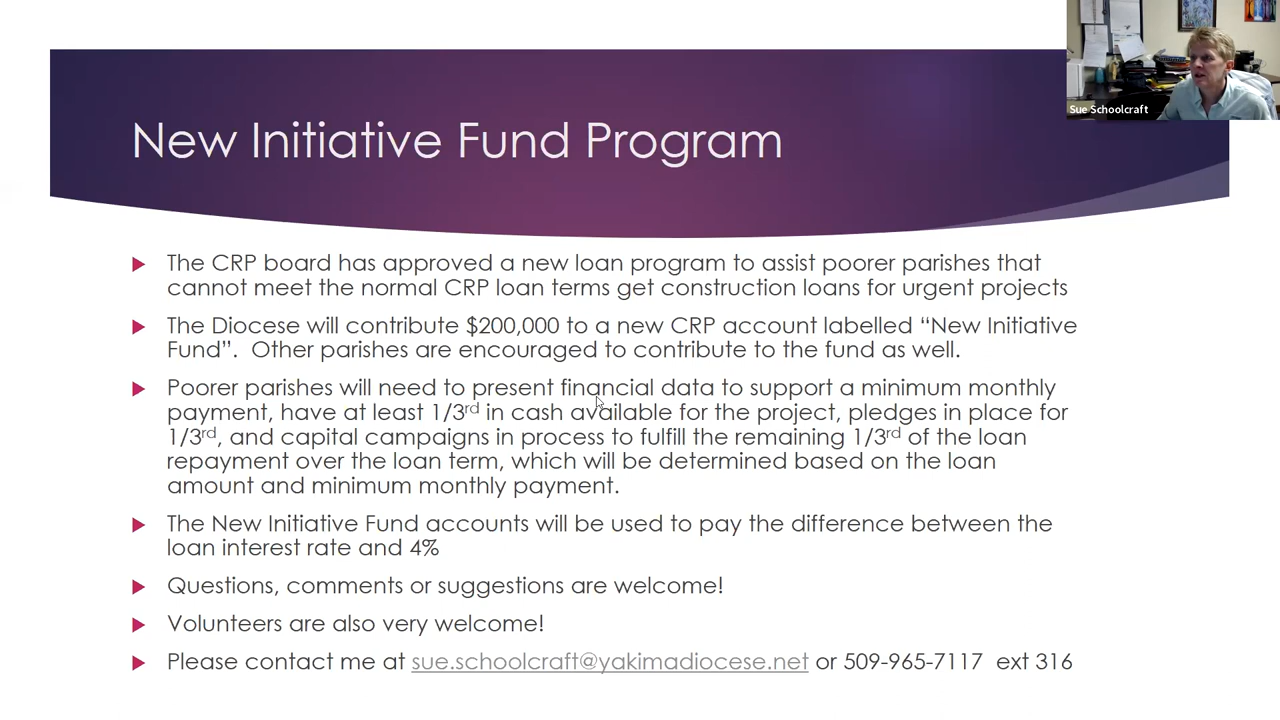 Sue Schoolcraft
New Initiative Fund Program
The CRP board has approved a new loan program to assist poorer parishes that
cannot meet the normal CRP loan terms get construction loans for urgent projects
The Diocese will contribute $200,000 to a new CRP account labelled “New Initiative
Fund”.  Other parishes are encouraged to contribute to the fund as well.
Poorer parishes will need to present financial data to support a minimum monthly
payment, have at least 1/3rd in cash available for the project, pledges in place for
1/3rd, and capital campaigns in process to fulfill the remaining 1/3rd of the loan
repayment over the loan term, which will be determined based on the loan
amount and minimum monthly payment.
The New Initiative Fund accounts will be used to pay the difference between the
loan interest rate and 4%
Questions, comments or suggestions are welcome!
Volunteers are also very welcome!
Please contact me at sue.schoolcraft@yakimadiocese.net or 509-965-7117  ext 316